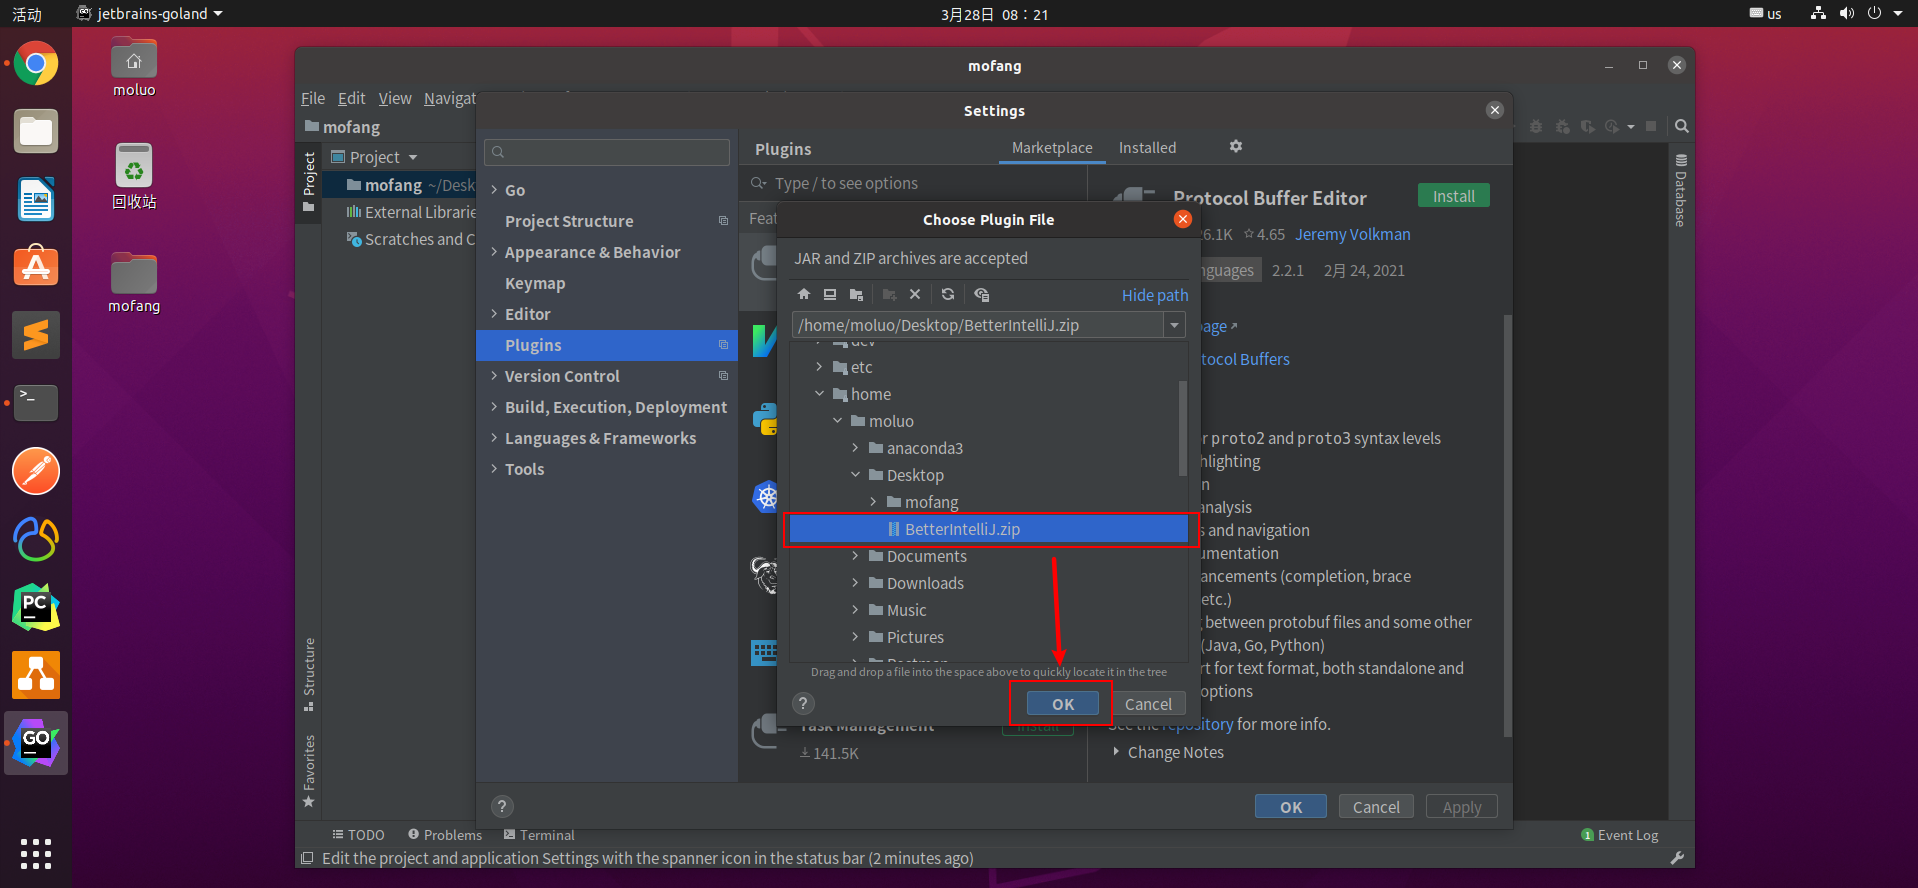 活动
jetbrains-goland
3月28日 08：21
us
moluo
回收站
mofang
mofang
File Edit View Navigat
mofang
Project
Project
mofang ~/Desk
External Librarie
Scratches and C
Structure
Favorites
Database
Settings
Go
Project Structure
Appearance & Behavior
Keymap
Editor
Plugins
Version Control
Build, Execution, Deployment
Languages & Frameworks
Tools
Plugins
Marketplace
Installed
Type / to see options
Feat
Protocol Buffer Editor
Install
6.1K 4.65 Jeremy Volkman
nguages 2.2.1 2月 24, 2021
age
tocol Buffers
r proto2 and proto3 syntax levels
hlighting
n
analysis
s and navigation
umentation
ancements (completion, brace
etc.)
between protobuf files and some other
(Java, Go, Python)
rt for text format, both standalone and
options
See the repository for more info.
Change Notes
Choose Plugin File
JAR and ZIP archives are accepted
Hide path
/home/moluo/Desktop/BetterIntelliJ.zip
dev
etc
home
moluo
anaconda3
Desktop
mofang
BetterIntelliJ.zip
Documents
Downloads
Music
Pictures
Postman
Drag and drop a file into the space above to quickly locate it in the tree
?
OK
Cancel
Task Management
Install
141.5K
?
OK
Cancel
Apply
TODO
Problems
Terminal
1 Event Log
Edit the project and application Settings with the spanner icon in the status bar (2 minutes ago)
>_
PC
GO